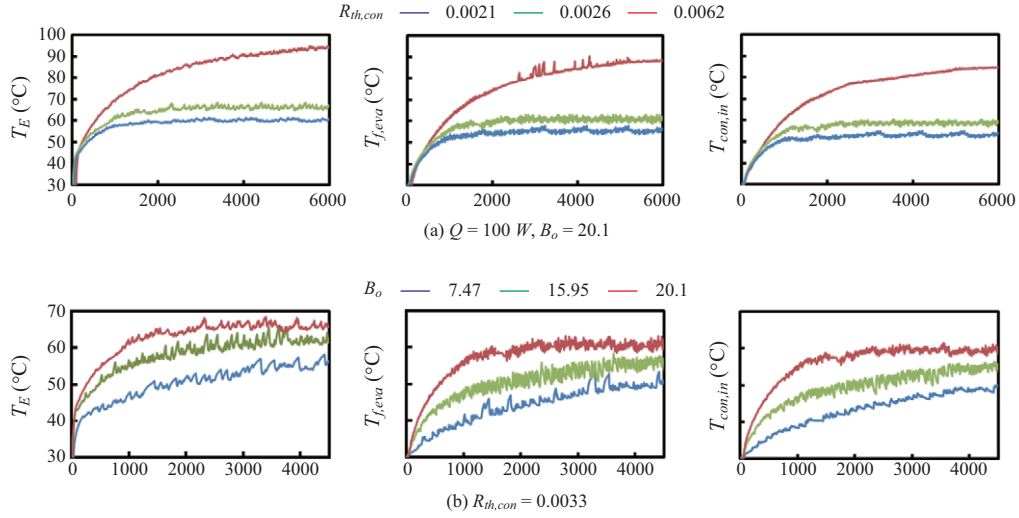 R_th,con 0.0021 0.0026 0.0062
T_E (°C)
100
90
80
70
60
50
40
30
0 2000 4000 6000
T_f,eva (°C)
0 2000 4000 6000
T_con,in (°C)
0 2000 4000 6000
(a) Q = 100 W, B_o = 20.1
B_o 7.47 15.95 20.1
T_E (°C)
70
60
50
40
30
0 1000 2000 3000 4000
T_f,eva (°C)
0 1000 2000 3000 4000
T_con,in (°C)
0 1000 2000 3000 4000
(b) R_th,con = 0.0033